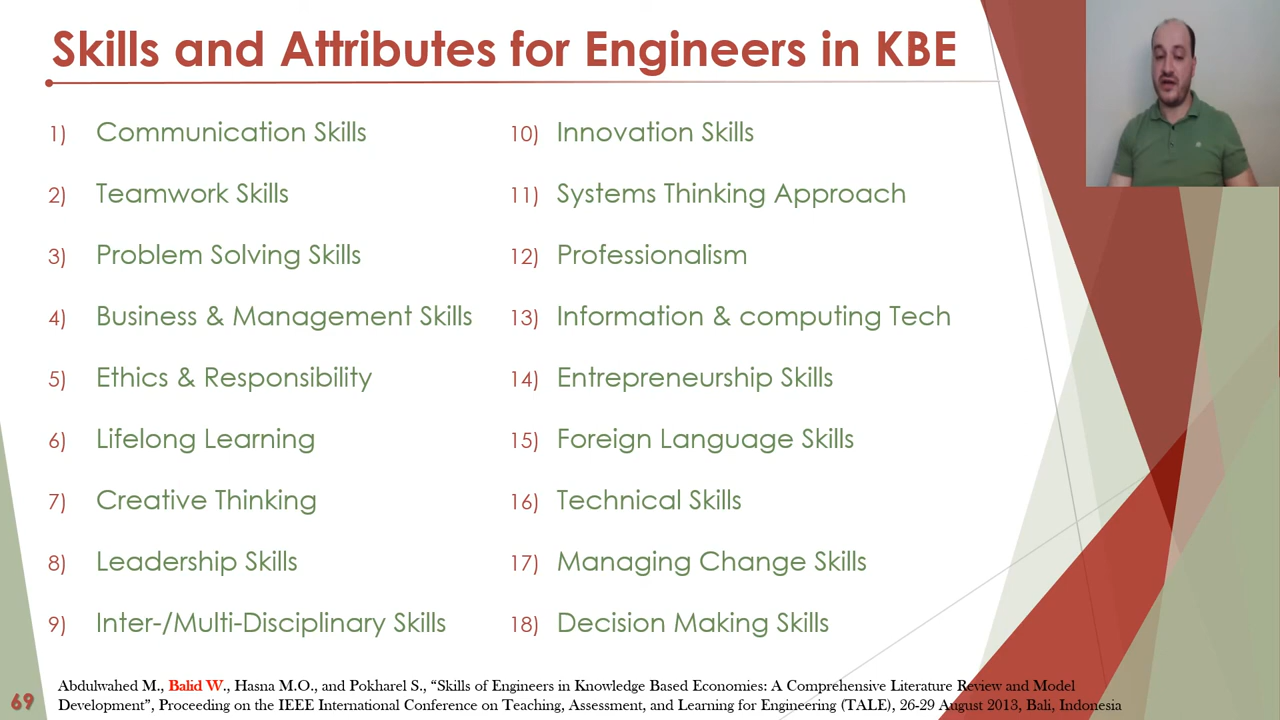 Skills and Attributes for Engineers in KBE
1) Communication Skills
2) Teamwork Skills
3) Problem Solving Skills
4) Business & Management Skills
5) Ethics & Responsibility
6) Lifelong Learning
7) Creative Thinking
8) Leadership Skills
9) Inter-/Multi-Disciplinary Skills
10) Innovation Skills
11) Systems Thinking Approach
12) Professionalism
13) Information & computing Tech
14) Entrepreneurship Skills
15) Foreign Language Skills
16) Technical Skills
17) Managing Change Skills
18) Decision Making Skills
Abdulwahed M., Balid W., Hasna M.O., and Pokharel S., “Skills of Engineers in Knowledge Based Economies: A Comprehensive Literature Review and Model
Development”, Proceeding on the IEEE International Conference on Teaching, Assessment, and Learning for Engineering (TALE), 26-29 August 2013, Bali, Indonesia
69